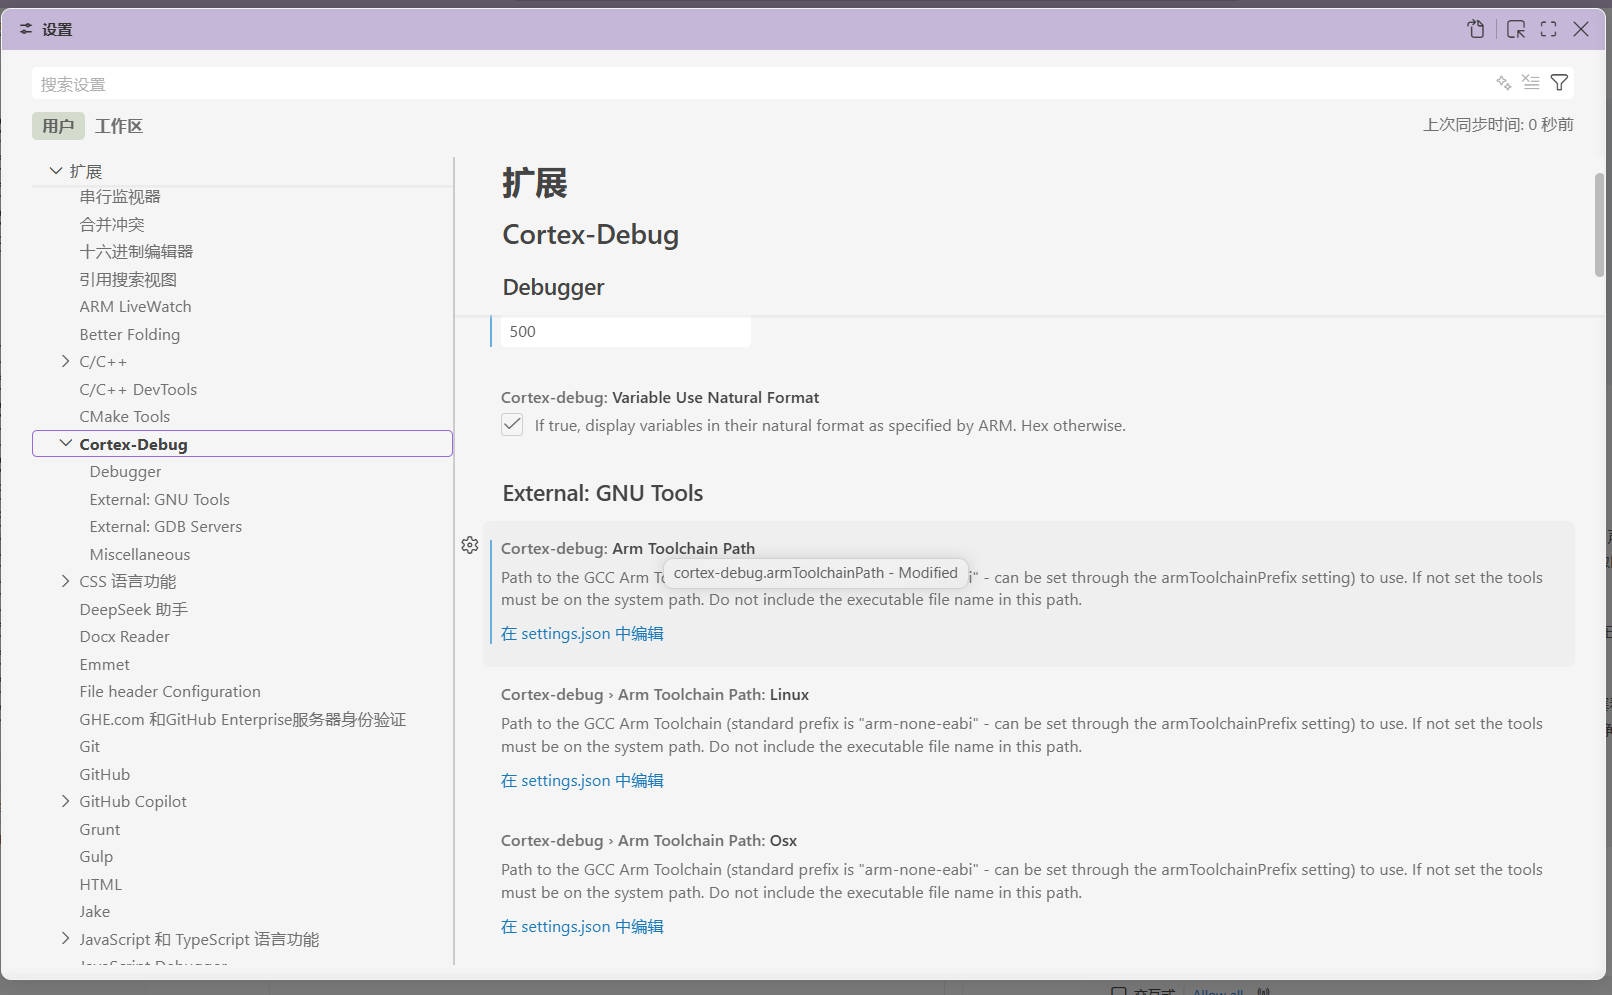 设置
搜索设置
用户 工作区
上次同步时间: 0 秒前
扩展
串行监视器
合并冲突
十六进制编辑器
引用搜索视图
ARM LiveWatch
Better Folding
C/C++
C/C++ DevTools
CMake Tools
Cortex-Debug
Debugger
External: GNU Tools
External: GDB Servers
Miscellaneous
CSS 语言功能
DeepSeek 助手
Docx Reader
Emmet
File header Configuration
GHE.com 和GitHub Enterprise服务器身份验证
Git
GitHub
GitHub Copilot
Grunt
Gulp
HTML
Jake
JavaScript 和 TypeScript 语言功能
JavaScript Debugger
扩展
Cortex-Debug
Debugger
500
Cortex-debug: Variable Use Natural Format
If true, display variables in their natural format as specified by ARM. Hex otherwise.
External: GNU Tools
Cortex-debug: Arm Toolchain Path
cortex-debug.armToolchainPath - Modified
Path to the GCC Arm i" - can be set through the armToolchainPrefix setting) to use. If not set the tools
must be on the system path. Do not include the executable file name in this path.
在 settings.json 中编辑
Cortex-debug › Arm Toolchain Path: Linux
Path to the GCC Arm Toolchain (standard prefix is "arm-none-eabi" - can be set through the armToolchainPrefix setting) to use. If not set the tools
must be on the system path. Do not include the executable file name in this path.
在 settings.json 中编辑
Cortex-debug › Arm Toolchain Path: Osx
Path to the GCC Arm Toolchain (standard prefix is "arm-none-eabi" - can be set through the armToolchainPrefix setting) to use. If not set the tools
must be on the system path. Do not include the executable file name in this path.
在 settings.json 中编辑
交互式 Allow all